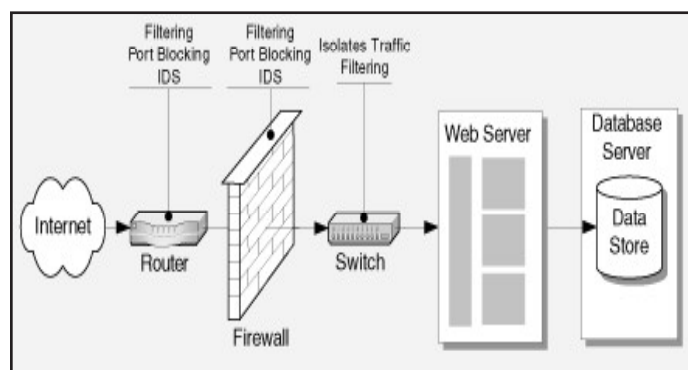 Filtering
Port Blocking
IDS
Filtering
Port Blocking
IDS
Isolates Traffic
Filtering
Internet
Router
Firewall
Switch
Web Server
Database
Server
Data
Store